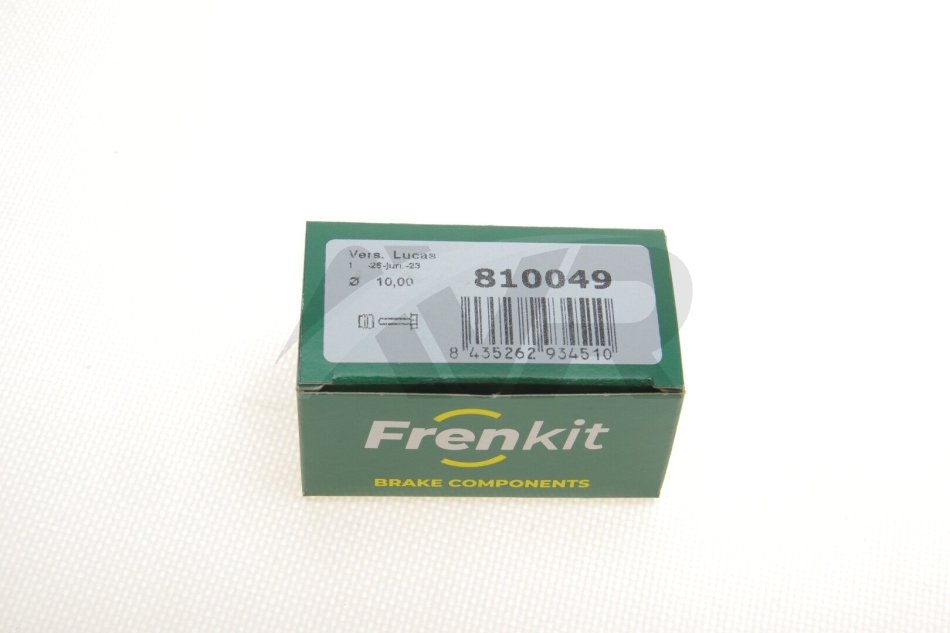 Vers. Lucas
1 -26-jun.-23
Ø 10,00
810049
8 435262 934510
Frenkit
BRAKE COMPONENTS